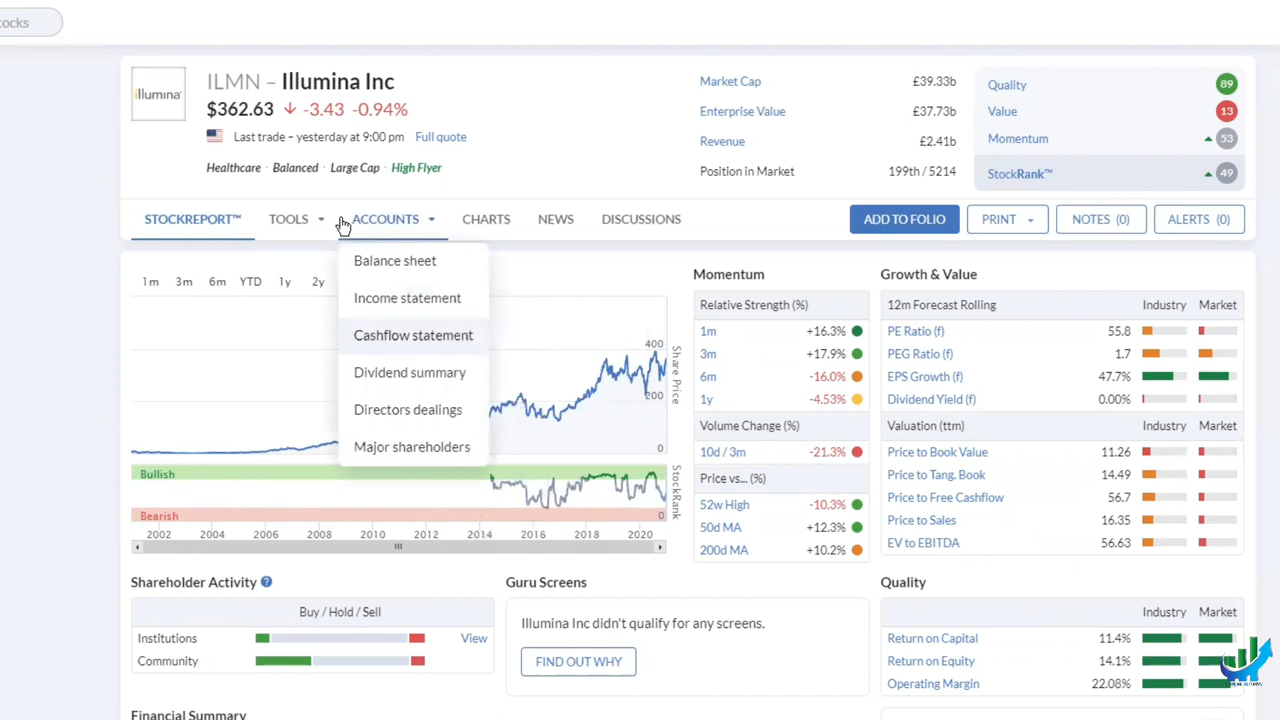 tocks
illumina
ILMN – Illumina Inc
$362.63 -3.43 -0.94%
Last trade – yesterday at 9:00 pm Full quote
Healthcare · Balanced · Large Cap · High Flyer
Market Cap £39.33b
Enterprise Value £37.73b
Revenue £2.41b
Position in Market 199th / 5214
Quality 89
Value 13
Momentum 53
StockRank™ 49
STOCKREPORT™ TOOLS ACCOUNTS CHARTS NEWS DISCUSSIONS
ADD TO FOLIO PRINT NOTES (0) ALERTS (0)
Balance sheet
Income statement
Cashflow statement
Dividend summary
Directors dealings
Major shareholders
1m 3m 6m YTD 1y 2y
400
200
0
Share Price
Bullish
Bearish
0
StockRank
2002 2004 2006 2008 2010 2012 2014 2016 2018 2020
Momentum
Relative Strength (%)
1m +16.3%
3m +17.9%
6m -16.0%
1y -4.53%
Volume Change (%)
10d / 3m -21.3%
Price vs... (%)
52w High -10.3%
50d MA +12.3%
200d MA +10.2%
Growth & Value
12m Forecast Rolling Industry Market
PE Ratio (f) 55.8
PEG Ratio (f) 1.7
EPS Growth (f) 47.7%
Dividend Yield (f) 0.00%
Valuation (ttm) Industry Market
Price to Book Value 11.26
Price to Tang. Book 14.49
Price to Free Cashflow 56.7
Price to Sales 16.35
EV to EBITDA 56.63
Shareholder Activity ?
Buy / Hold / Sell
Institutions View
Community
Guru Screens
Illumina Inc didn't qualify for any screens.
FIND OUT WHY
Quality
Industry Market
Return on Capital 11.4%
Return on Equity 14.1%
Operating Margin 22.08%
Financial Summary